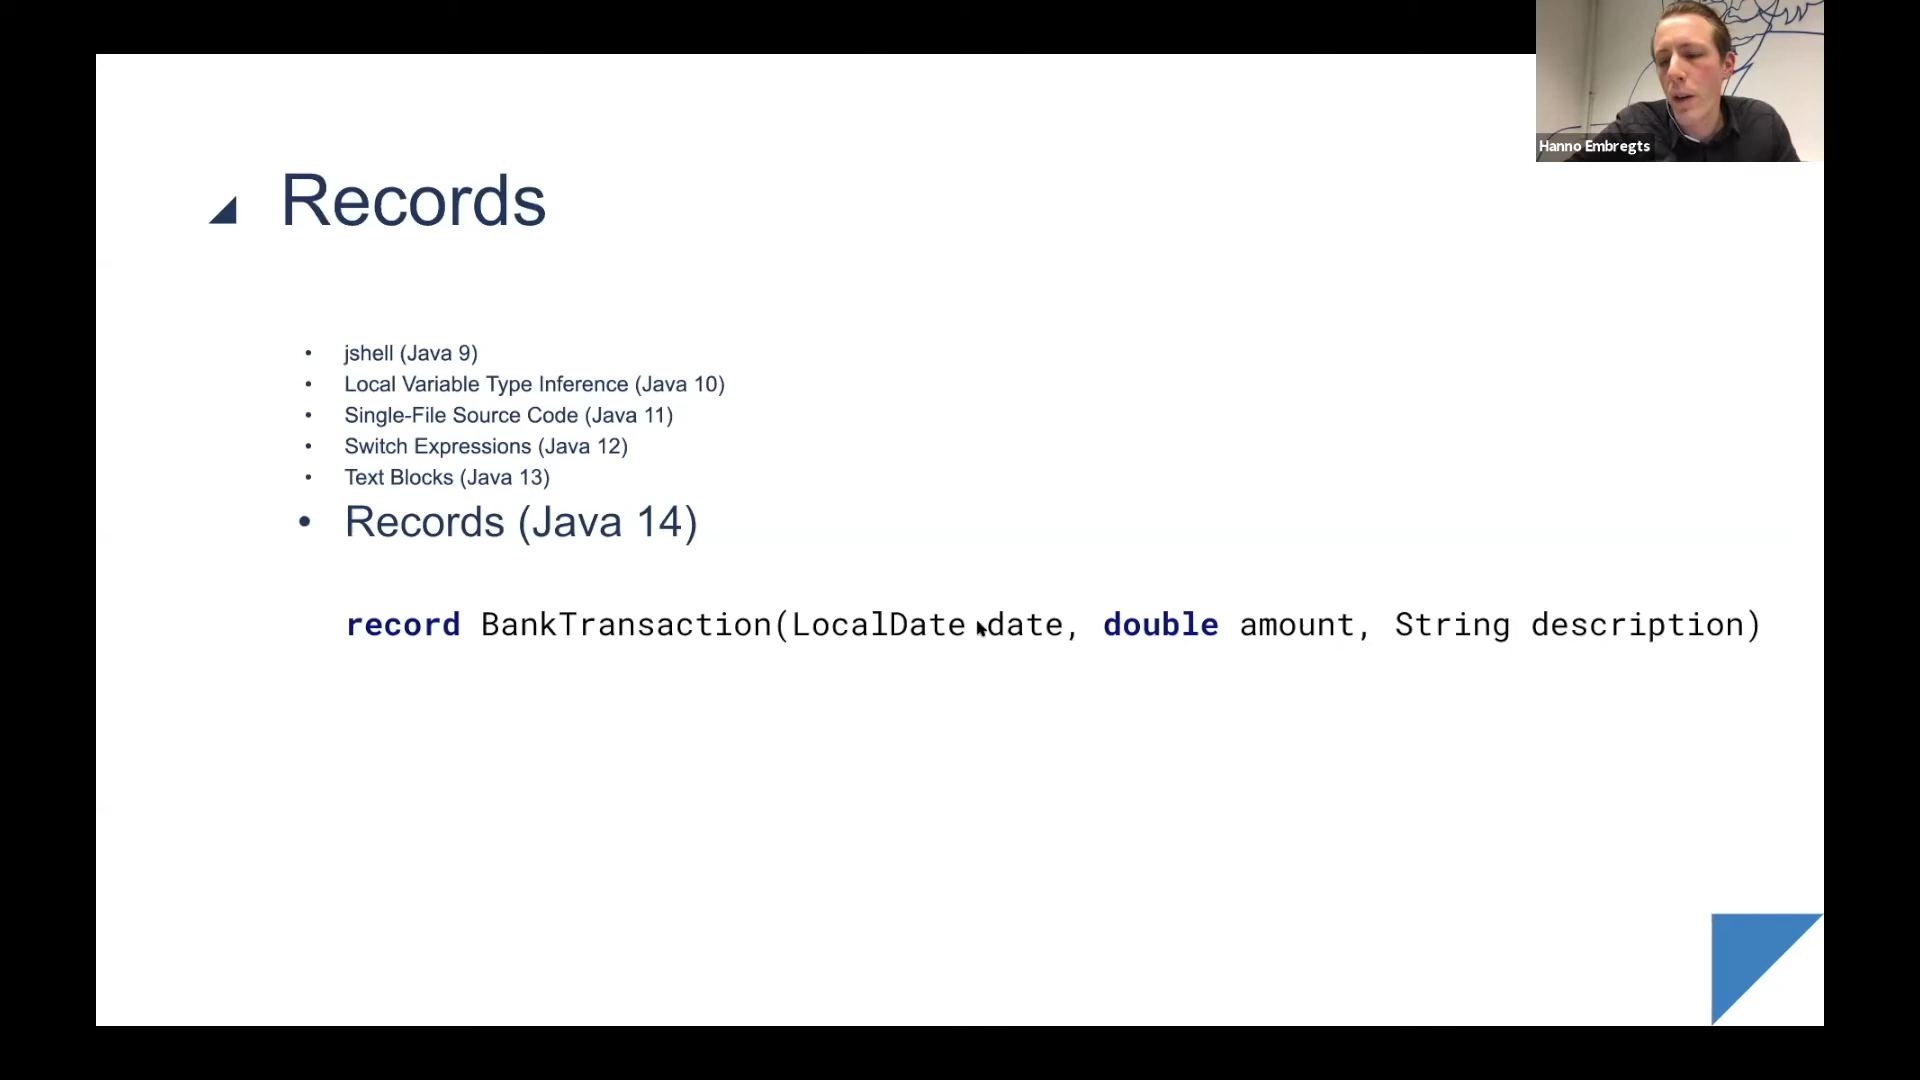 Hanno Embregts
Records
• jshell (Java 9)
• Local Variable Type Inference (Java 10)
• Single-File Source Code (Java 11)
• Switch Expressions (Java 12)
• Text Blocks (Java 13)
• Records (Java 14)
record BankTransaction(LocalDate date, double amount, String description)